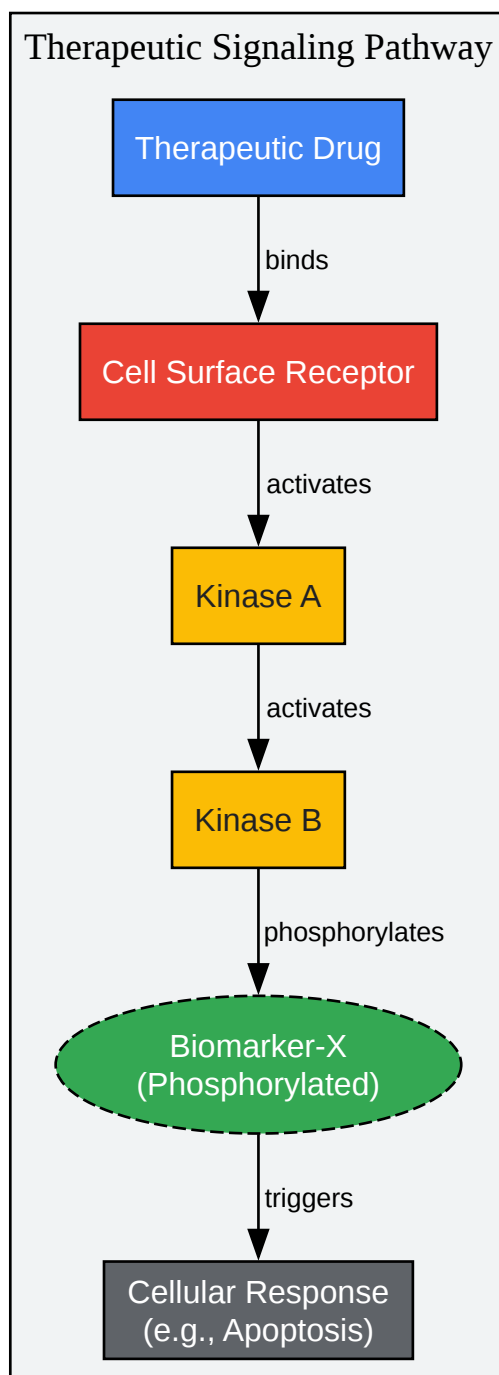 Therapeutic Signaling Pathway
Therapeutic Drug
binds
Cell Surface Receptor
activates
Kinase A
activates
Kinase B
phosphorylates
Biomarker-X
(Phosphorylated)
triggers
Cellular Response
(e.g., Apoptosis)